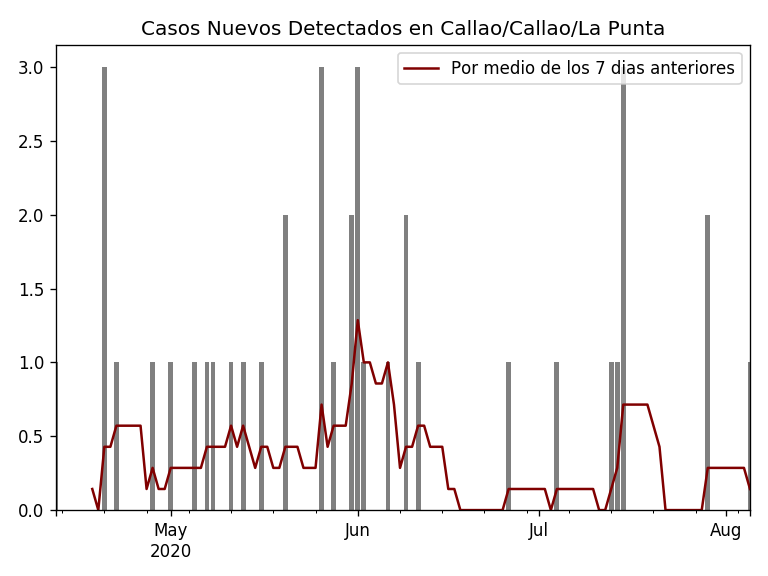 Casos Nuevos Detectados en Callao/Callao/La Punta
Por medio de los 7 dias anteriores
3.0
2.5
2.0
1.5
1.0
0.5
0.0
May Jun Jul Aug
2020